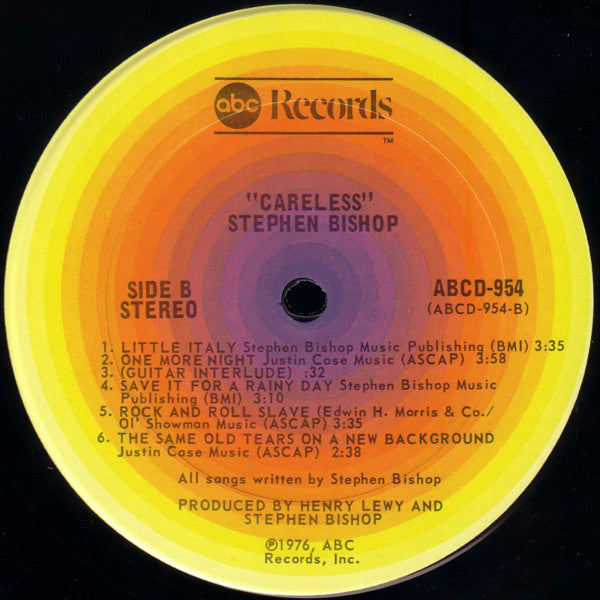 abc Records
TM
"CARELESS"
STEPHEN BISHOP
SIDE B
STEREO
ABCD-954
(ABCD-954-B)
1. LITTLE ITALY Stephen Bishop Music Publishing (BMI) 3:35
2. ONE MORE NIGHT Justin Case Music (ASCAP) 3:58
3. (GUITAR INTERLUDE) :32
4. SAVE IT FOR A RAINY DAY Stephen Bishop Music
Publishing (BMI) 3:10
5. ROCK AND ROLL SLAVE (Edwin H. Morris & Co./
Ol' Showman Music (ASCAP) 3:35
6. THE SAME OLD TEARS ON A NEW BACKGROUND
Justin Case Music (ASCAP) 2:38
All songs written by Stephen Bishop
PRODUCED BY HENRY LEWY AND
STEPHEN BISHOP
℗1976, ABC
Records, Inc.